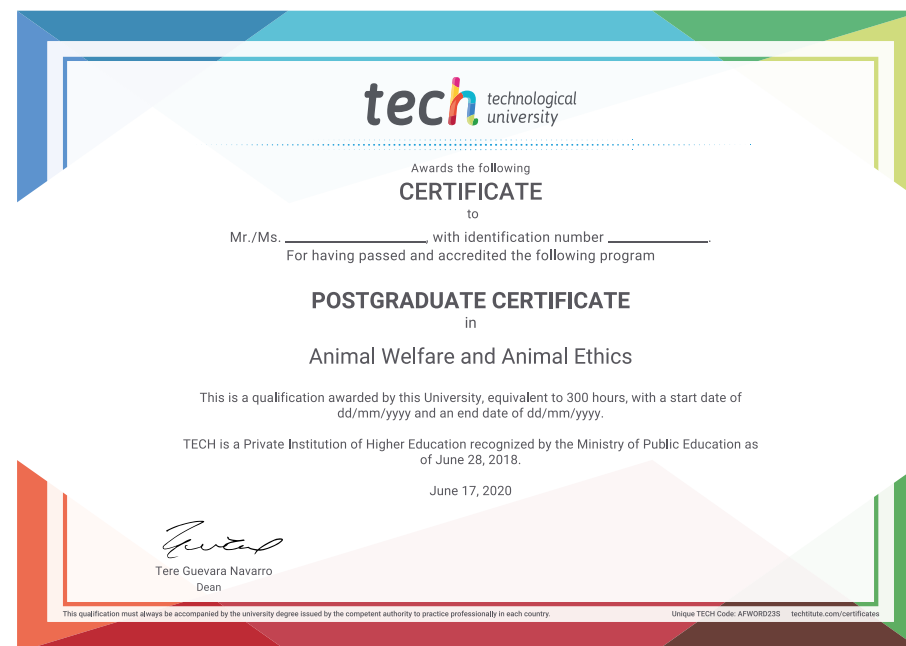 tech technological
university
Awards the following
CERTIFICATE
to
Mr./Ms. ____________, with identification number ____________.
For having passed and accredited the following program
POSTGRADUATE CERTIFICATE
in
Animal Welfare and Animal Ethics
This is a qualification awarded by this University, equivalent to 300 hours, with a start date of
dd/mm/yyyy and an end date of dd/mm/yyyy.
TECH is a Private Institution of Higher Education recognized by the Ministry of Public Education as
of June 28, 2018.
June 17, 2020
Tere Guevara Navarro
Dean
This qualification must always be accompanied by the university degree issued by the competent authority to practice professionally in each country. Unique TECH Code: AFWORD23S techtitute.com/certificates